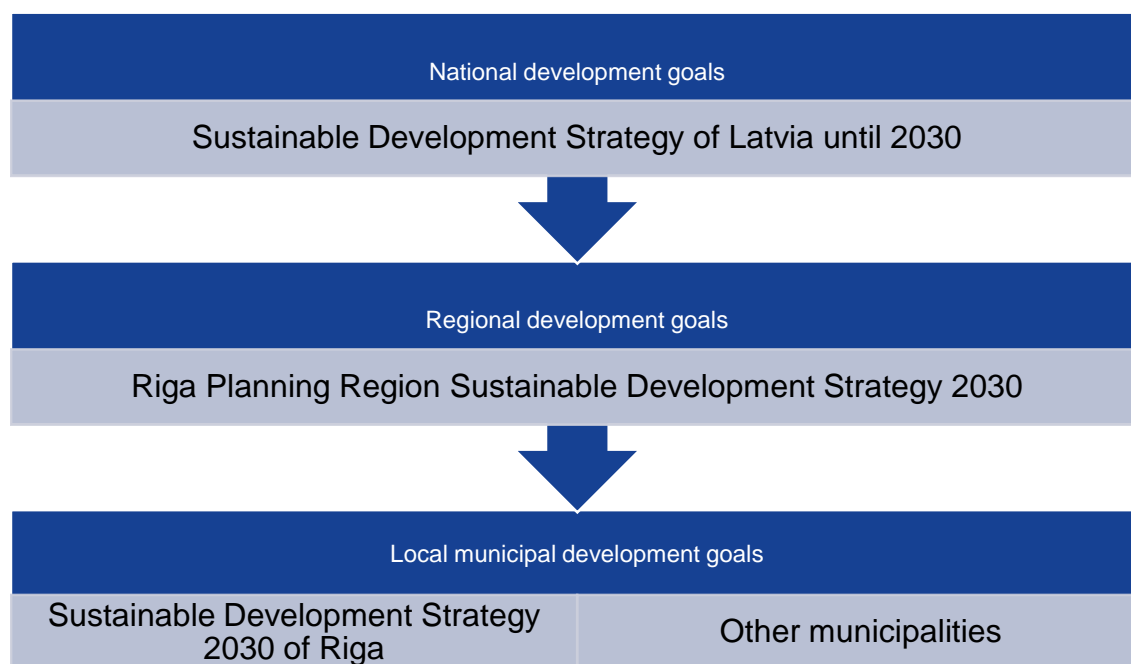 National development goals
Sustainable Development Strategy of Latvia until 2030
Regional development goals
Riga Planning Region Sustainable Development Strategy 2030
Local municipal development goals
Sustainable Development Strategy
2030 of Riga
Other municipalities